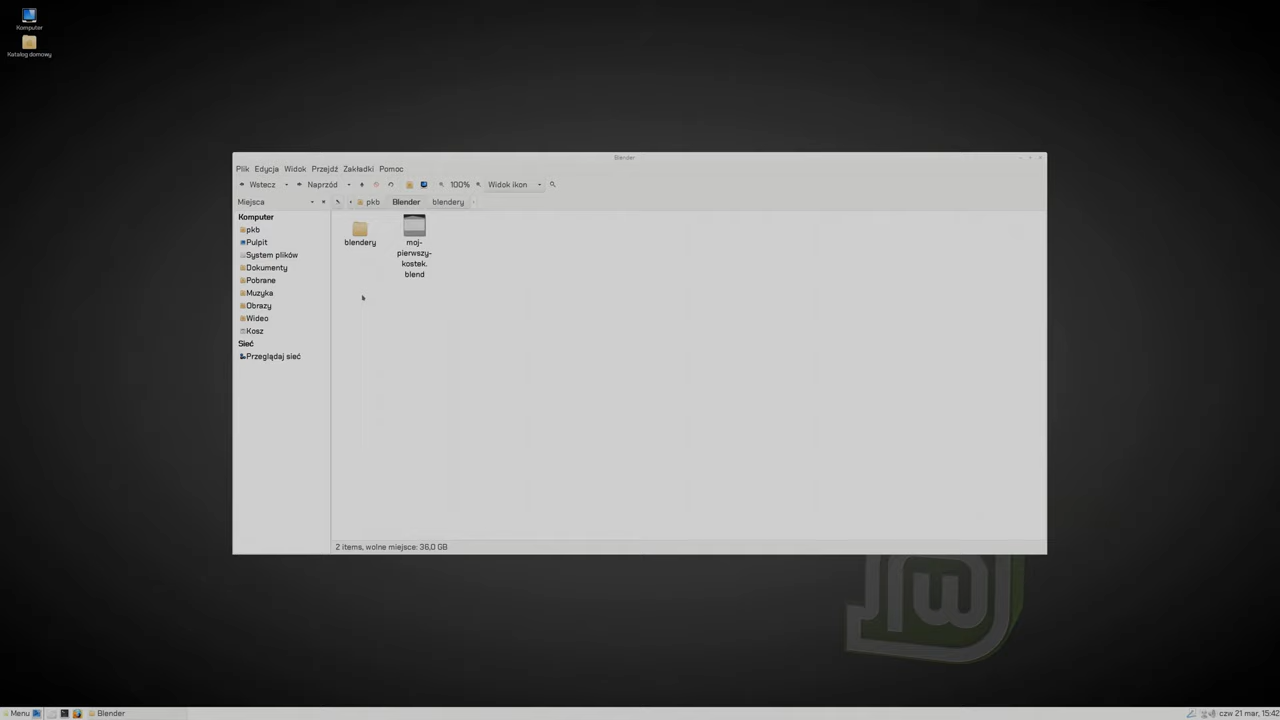 Komputer
Katalog domowy
Blender
Plik Edycja Widok Przejdź Zakładki Pomoc
Wstecz Naprzód 100% Widok ikon
Miejsca pkb Blender blendery
Komputer
pkb
Pulpit
System plików
Dokumenty
Pobrane
Muzyka
Obrazy
Wideo
Kosz
Sieć
Przeglądaj sieć
blendery
moj-
pierwszy-
kostek.
blend
2 items, wolne miejsce: 36,0 GB
Menu Blender czw 21 mar, 15:42